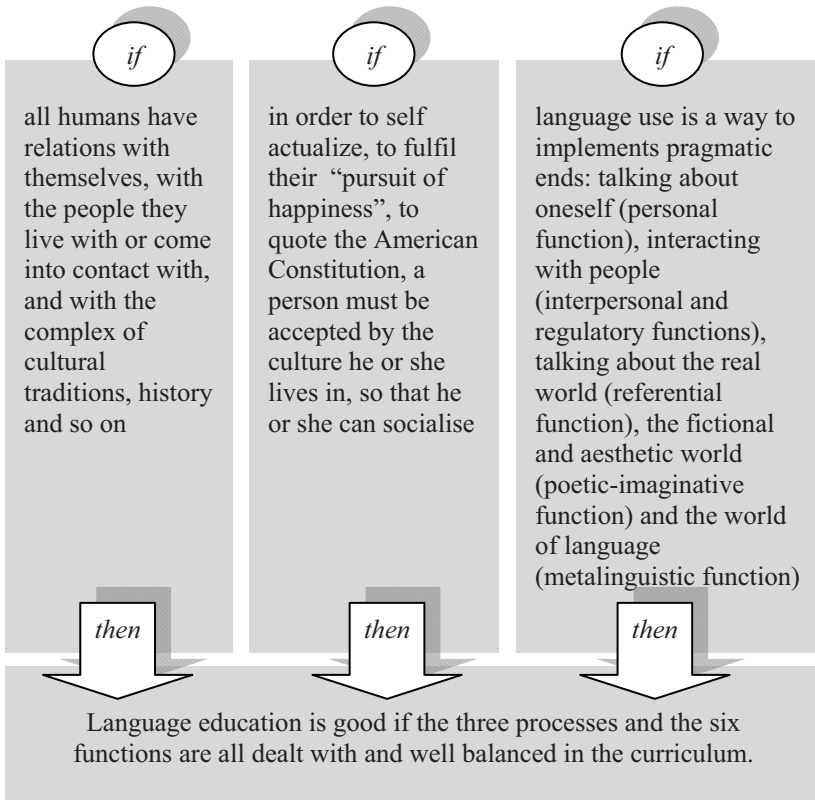 if
all humans have
relations with
themselves, with
the people they
live with or come
into contact with,
and with the
complex of
cultural
traditions, history
and so on
then
if
in order to self
actualize, to fulfil
their “pursuit of
happiness”, to
quote the American
Constitution, a
person must be
accepted by the
culture he or she
lives in, so that he
or she can socialise
then
if
language use is a way to
implements pragmatic
ends: talking about
oneself (personal
function), interacting
with people
(interpersonal and
regulatory functions),
talking about the real
world (referential
function), the fictional
and aesthetic world
(poetic-imaginative
function) and the world
of language
(metalinguistic function)
then
Language education is good if the three processes and the six
functions are all dealt with and well balanced in the curriculum.